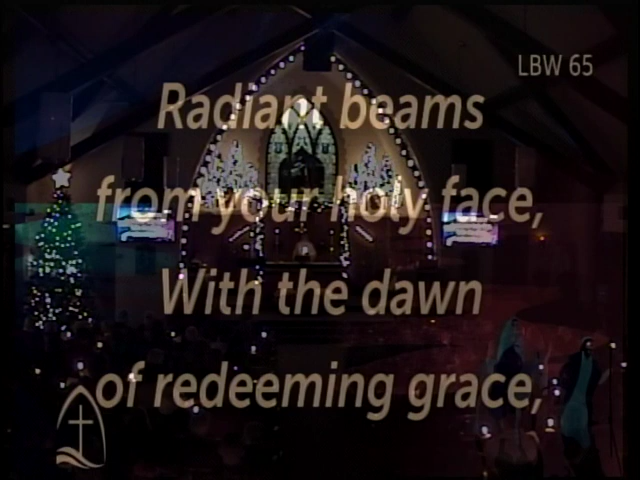 LBW 65
Radiant beams
from your holy face,
With the dawn
of redeeming grace,